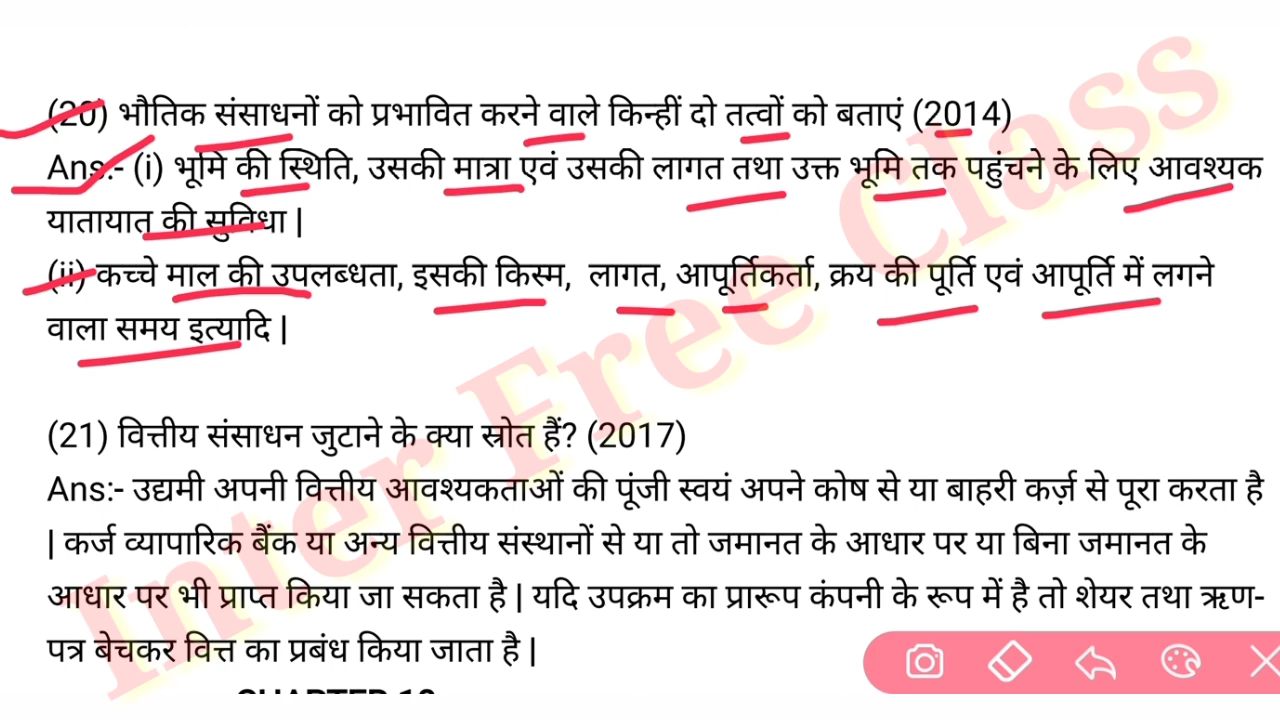 (20) भौतिक संसाधनों को प्रभावित करने वाले किन्हीं दो तत्वों को बताएं (2014)
Ans:- (i) भूमि की स्थिति, उसकी मात्रा एवं उसकी लागत तथा उक्त भूमि तक पहुंचने के लिए आवश्यक
यातायात की सुविधा |
(ii) कच्चे माल की उपलब्धता, इसकी किस्म, लागत, आपूर्तिकर्ता, क्रय की पूर्ति एवं आपूर्ति में लगने
वाला समय इत्यादि |
(21) वित्तीय संसाधन जुटाने के क्या स्रोत हैं? (2017)
Ans:- उद्यमी अपनी वित्तीय आवश्यकताओं की पूंजी स्वयं अपने कोष से या बाहरी कर्ज़ से पूरा करता है
| कर्ज व्यापारिक बैंक या अन्य वित्तीय संस्थानों से या तो जमानत के आधार पर या बिना जमानत के
आधार पर भी प्राप्त किया जा सकता है | यदि उपक्रम का प्रारूप कंपनी के रूप में है तो शेयर तथा ऋण-
पत्र बेचकर वित्त का प्रबंध किया जाता है |
Inter Free Class